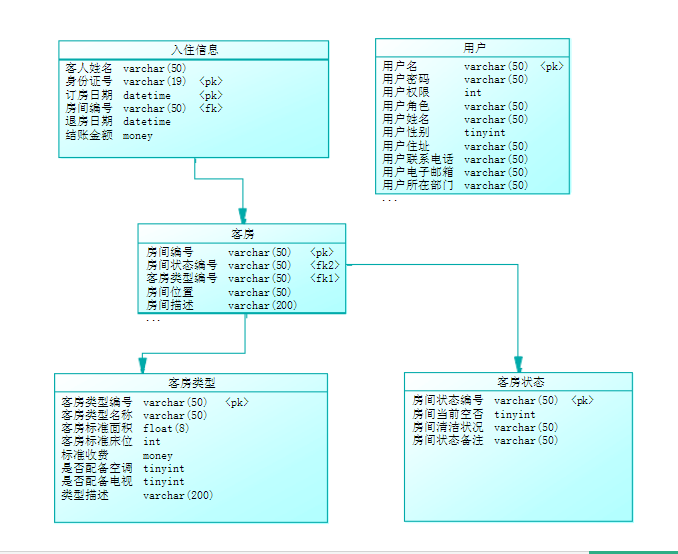 入住信息
客人姓名 varchar(50)
身份证号 varchar(19) <pk>
订房日期 datetime <pk>
房间编号 varchar(50) <fk>
退房日期 datetime
结账金额 money
用户
用户名 varchar(50) <pk>
用户密码 varchar(50)
用户权限 int
用户角色 varchar(50)
用户姓名 varchar(50)
用户性别 tinyint
用户住址 varchar(50)
用户联系电话 varchar(50)
用户电子邮箱 varchar(50)
用户所在部门 varchar(50)
...
客房
房间编号 varchar(50) <pk>
房间状态编号 varchar(50) <fk2>
客房类型编号 varchar(50) <fk1>
房间位置 varchar(50)
房间描述 varchar(200)
...
客房类型
客房类型编号 varchar(50) <pk>
客房类型名称 varchar(50)
客房标准面积 float(8)
客房标准床位 int
标准收费 money
是否配备空调 tinyint
是否配备电视 tinyint
类型描述 varchar(200)
客房状态
房间状态编号 varchar(50) <pk>
房间当前空否 tinyint
房间清洁状况 varchar(50)
房间状态备注 varchar(50)